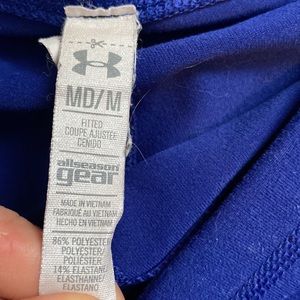 MD/M
FITTED
COUPE AJUSTÉE
CENIDO
allseason
gear
MADE IN VIETNAM
FABRIQUÉ AU VIETNAM
HECHO EN VIETNAM
86% POLYESTER/
POLYESTER/
POLIÉSTER
14% ELASTANE/
ELASTHANNE/
ELASTANO